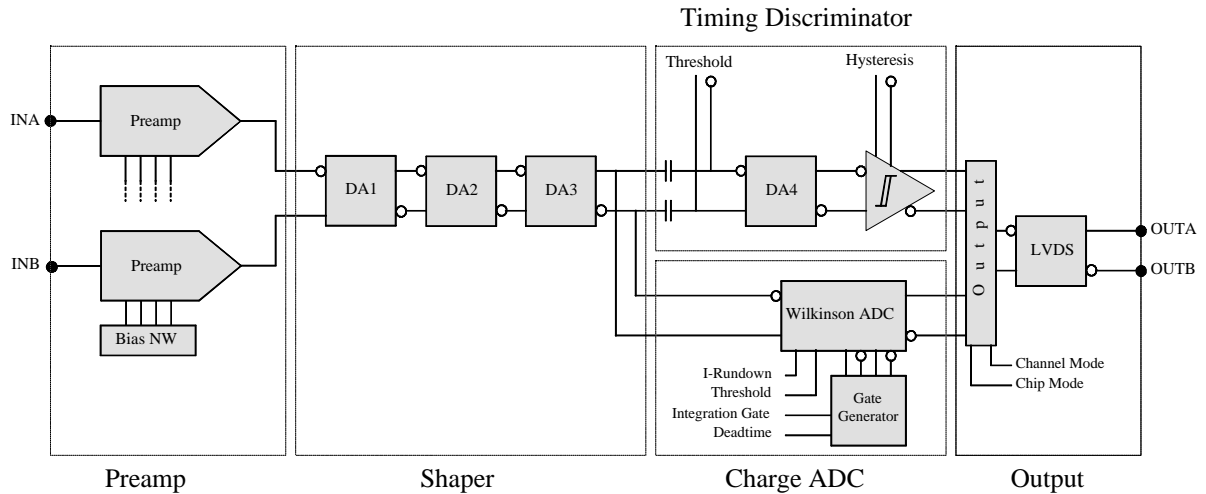 Timing Discriminator
Threshold
Hysteresis
INA
Preamp
DA1
DA2
DA3
DA4
Output
LVDS
OUTA
OUTB
INB
Preamp
Bias NW
Wilkinson ADC
I-Rundown
Threshold
Integration Gate
Deadtime
Gate
Generator
Channel Mode
Chip Mode
Preamp
Shaper
Charge ADC
Output